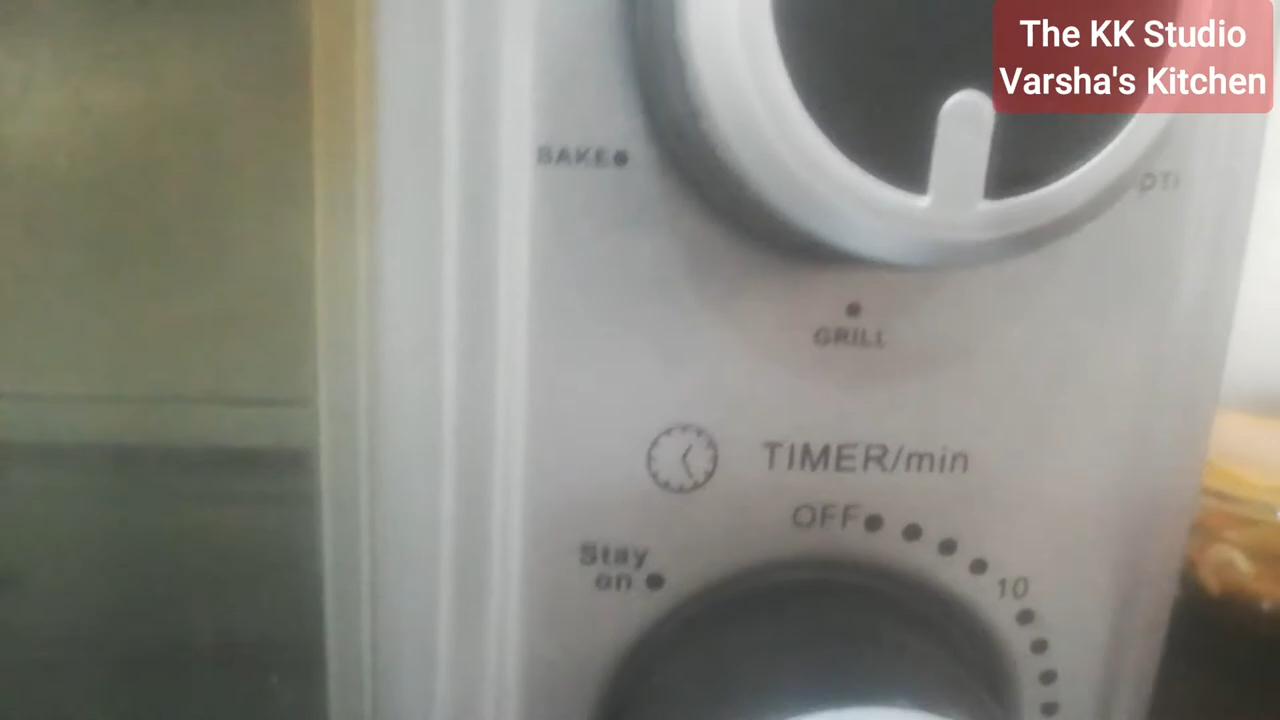 The KK Studio
Varsha's Kitchen
BAKE
GRILL
TIMER/min
OFF
Stay
on
10